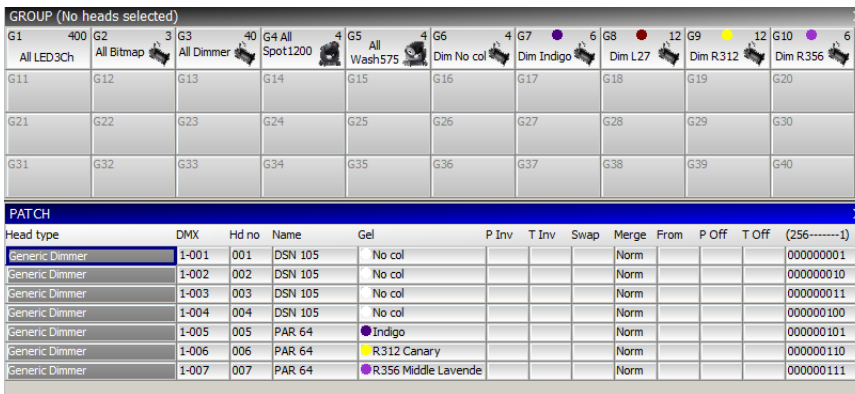 GROUP (No heads selected)
G1 400 G2 3 G3 40 G4 All 4 G5 4 G6 4 G7 6 G8 12 G9 12 G10 6
All LED3Ch All Bitmap All Dimmer Spot1200 All Wash575 Dim No col Dim Indigo Dim L27 Dim R312 Dim R356
G11 G12 G13 G14 G15 G16 G17 G18 G19 G20
G21 G22 G23 G24 G25 G26 G27 G28 G29 G30
G31 G32 G33 G34 G35 G36 G37 G38 G39 G40
PATCH
Head type DMX Hd no Name Gel P Inv T Inv Swap Merge From P Off T Off (256-------1)
Generic Dimmer 1-001 001 DSN 105 No col Norm 000000001
Generic Dimmer 1-002 002 DSN 105 No col Norm 000000010
Generic Dimmer 1-003 003 DSN 105 No col Norm 000000011
Generic Dimmer 1-004 004 DSN 105 No col Norm 000000100
Generic Dimmer 1-005 005 PAR 64 Indigo Norm 000000101
Generic Dimmer 1-006 006 PAR 64 R312 Canary Norm 000000110
Generic Dimmer 1-007 007 PAR 64 R356 Middle Lavende Norm 000000111